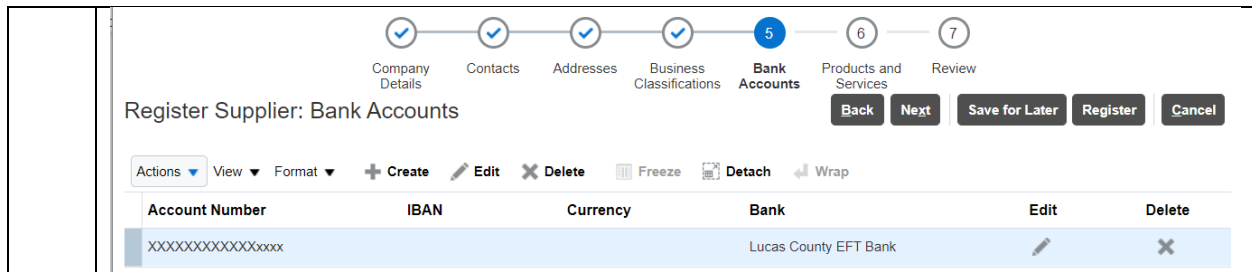 5 6 7
Company Details Contacts Addresses Business Classifications Bank Accounts Products and Services Review
Register Supplier: Bank Accounts Back Next Save for Later Register Cancel
Actions View Format Create Edit Delete Freeze Detach Wrap
Account Number IBAN Currency Bank Edit Delete
XXXXXXXXXXXXxxxx Lucas County EFT Bank